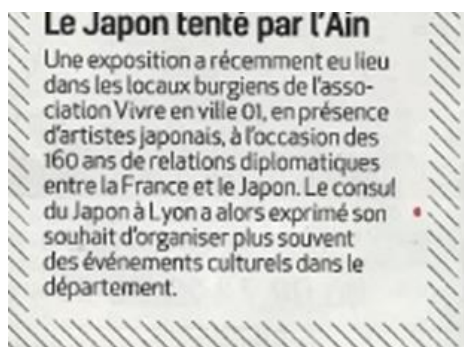 Le Japon tenté par l'Ain
Une exposition a récemment eu lieu
dans les locaux burgiens de l'asso-
ciation Vivre en ville 01, en présence
d'artistes japonais, à l'occasion des
160 ans de relations diplomatiques
entre la France et le Japon. Le consul
du Japon à Lyon a alors exprimé son
souhait d'organiser plus souvent
des événements culturels dans le
département.